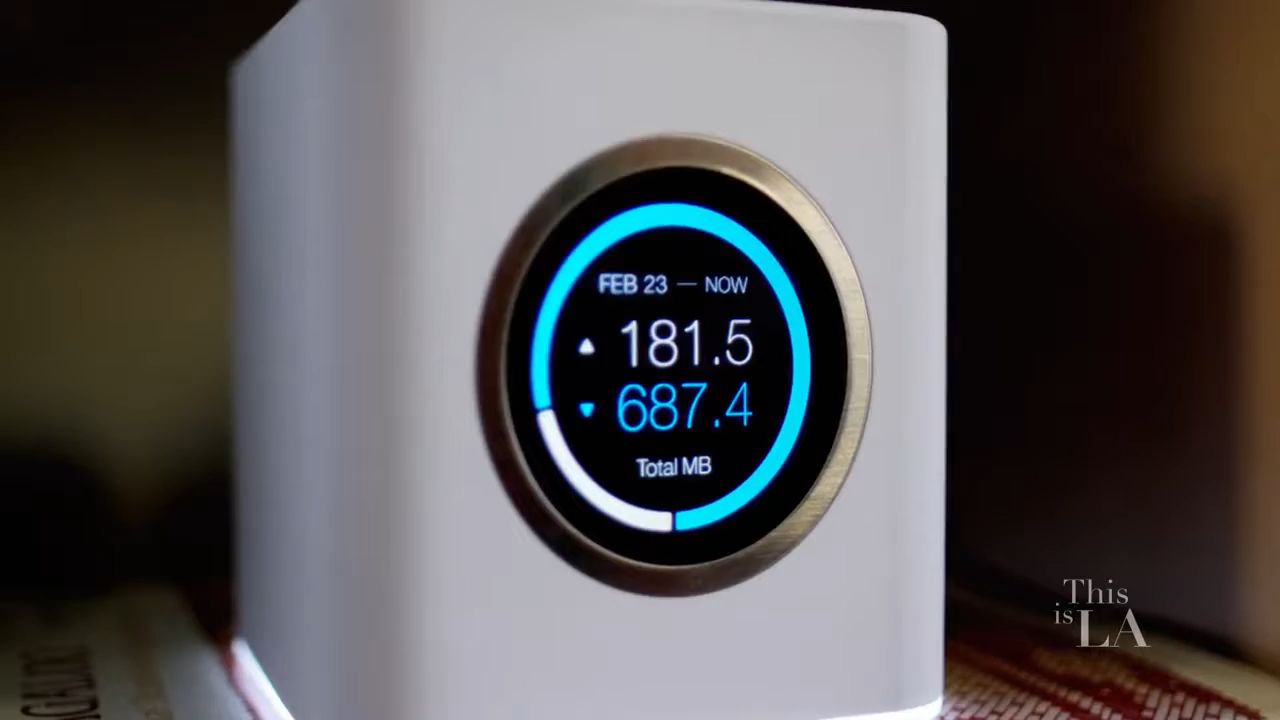 FEB 23 — NOW
181.5
687.4
Total MB
This
is LA